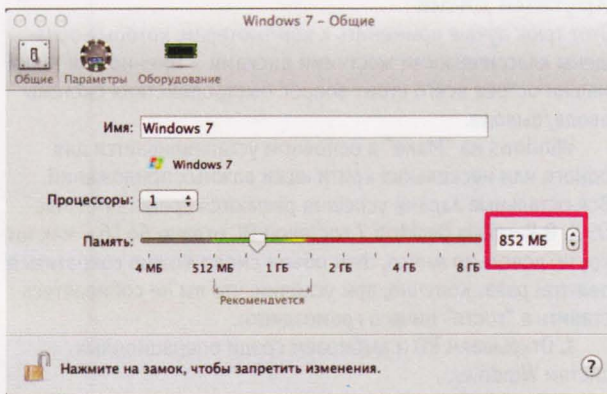 Windows 7 – Общие
Общие Параметры Оборудование
Имя: Windows 7
Windows 7
Процессоры: 1
Память: 852 МБ
4 МБ 512 МБ 1 ГБ 2 ГБ 4 ГБ 8 ГБ
Рекомендуется
Нажмите на замок, чтобы запретить изменения. ?